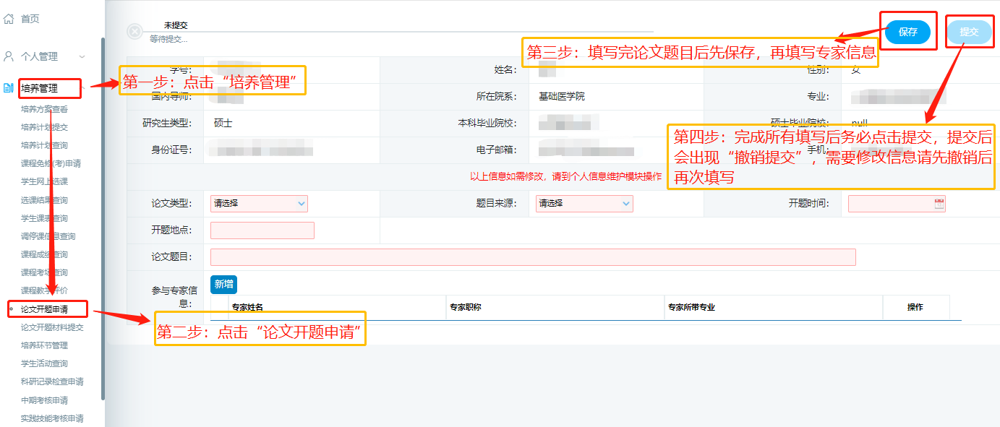 首页
个人管理
培养管理
培养方案查看
培养计划提交
培养计划查询
课程免修(考)申请
学生网上选课
选课结果查询
学生课表查询
调停课信息查询
课程成绩查询
课程考场查询
课程教学评价
论文开题申请
论文开题材料提交
培养环节管理
学生活动查询
科研记录检查申请
中期考核申请
实践技能考核申请
未提交
等待提交...
保存
提交
第三步：填写完论文题目后先保存，再填写专家信息
学号:
姓名:
性别:
女
第一步：点击“培养管理”
国内导师:
所在院系:
基础医学院
专业:
研究生类型:
硕士
本科毕业院校:
硕士毕业院校:
null
第四步：完成所有填写后务必点击提交，提交后
会出现“撤销提交”，需要修改信息请先撤销后
再次填写
身份证号:
电子邮箱:
手机:
以上信息如需修改，请到个人信息维护模块操作
论文类型:
请选择
题目来源:
请选择
开题时间:
开题地点:
论文题目:
参与专家信
息:
新增
专家姓名
专家职称
专家所带专业
操作
第二步：点击“论文开题申请”